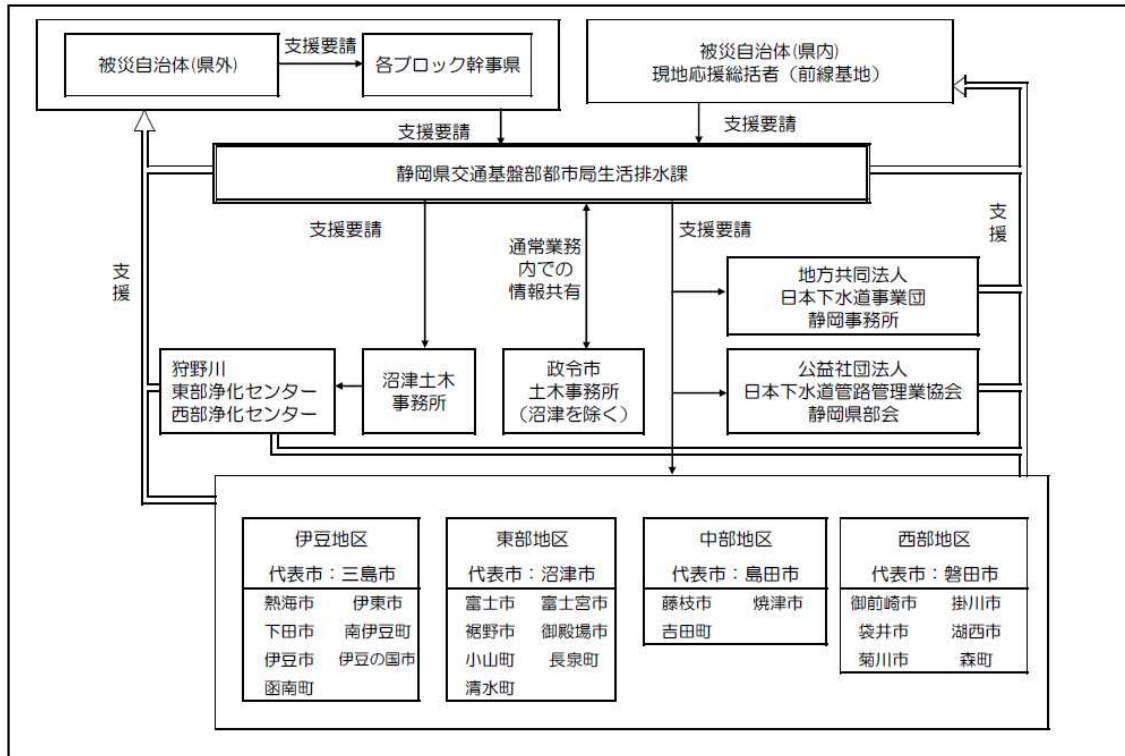 被災自治体(県外)
支援要請
各ブロック幹事県
被災自治体(県内)
現地応援総括者（前線基地）
支援要請
支援要請
静岡県交通基盤部都市局生活排水課
支援要請
通常業務
内での
情報共有
支援要請
支援
支援
地方共同法人
日本下水道事業団
静岡事務所
狩野川
東部浄化センター
西部浄化センター
沼津土木
事務所
政令市
土木事務所
（沼津を除く）
公益社団法人
日本下水道管路管理業協会
静岡県部会
伊豆地区
代表市：三島市
熱海市 伊東市
下田市 南伊豆町
伊豆市 伊豆の国市
函南町
東部地区
代表市：沼津市
富士市 富士宮市
裾野市 御殿場市
小山町 長泉町
清水町
中部地区
代表市：島田市
藤枝市 焼津市
吉田町
西部地区
代表市：磐田市
御前崎市 掛川市
袋井市 湖西市
菊川市 森町